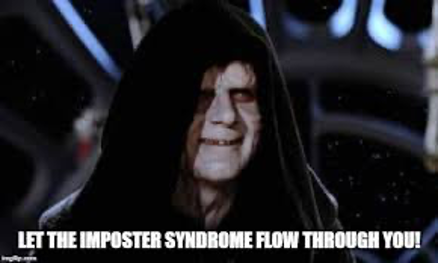 LET THE IMPOSTER SYNDROME FLOW THROUGH YOU!
imgflip.com